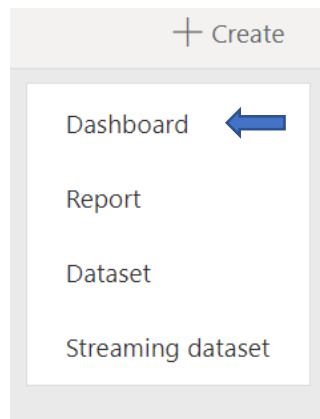 + Create
Dashboard
Report
Dataset
Streaming dataset